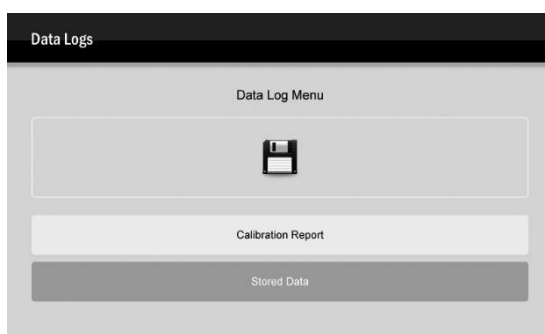 Data Logs
Data Log Menu
Calibration Report
Stored Data